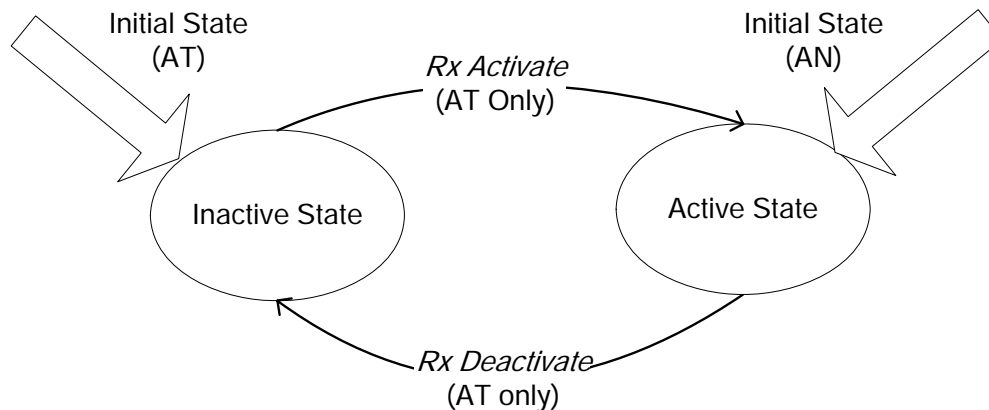 Initial State
(AT)
Initial State
(AN)
Rx Activate
(AT Only)
Inactive State
Active State
Rx Deactivate
(AT only)